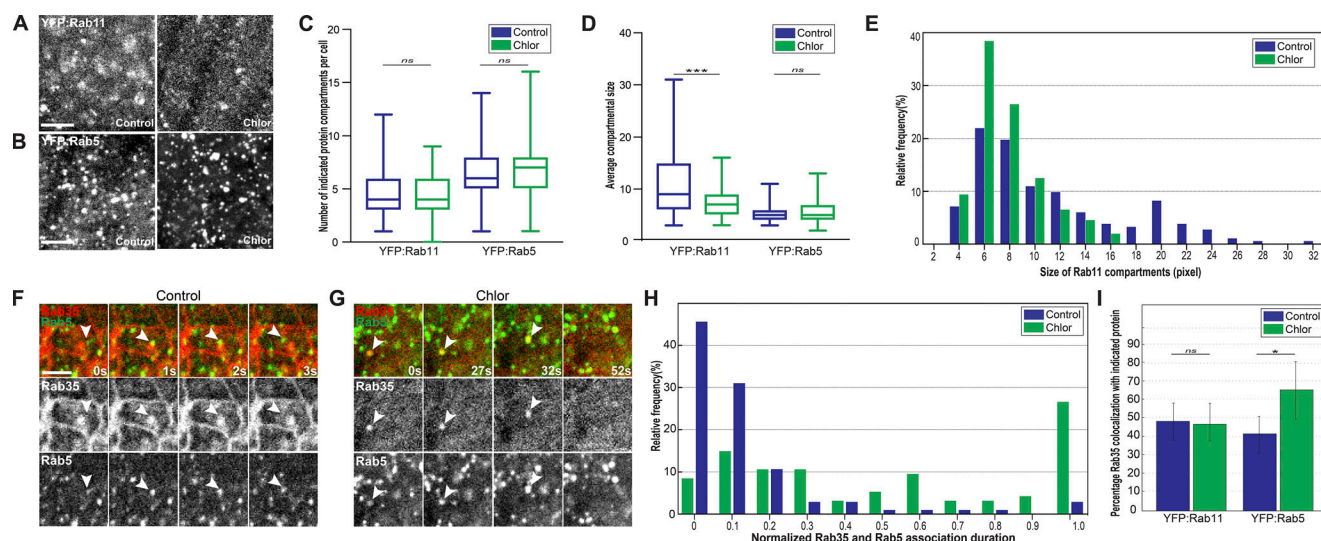 A
YFP:Rab11
Control
Chlor
B
YFP:Rab5
Control
Chlor
C
Number of indicated protein compartments per cell
20
15
10
5
0
Control
Chlor
ns
ns
YFP:Rab11
YFP:Rab5
D
Average compartmental size
40
30
20
10
0
Control
Chlor
***
ns
YFP:Rab11
YFP:Rab5
E
Relative frequency(%)
40
30
20
10
0
Control
Chlor
2 4 6 8 10 12 14 16 18 20 22 24 26 28 30 32
Size of Rab11 compartments (pixel)
F
Control
Rab35
Rab5
0s
1s
2s
3s
Rab35
Rab5
G
Chlor
Rab35
Rab5
0s
27s
32s
52s
Rab35
Rab5
H
Relative frequency(%)
50
40
30
20
10
0
Control
Chlor
0 0.1 0.2 0.3 0.4 0.5 0.6 0.7 0.8 0.9 1.0
Normalized Rab35 and Rab5 association duration
I
Percentage Rab35 colocalization with indicated protein
90
80
70
60
50
40
30
20
10
0
Control
Chlor
ns
*
YFP:Rab11
YFP:Rab5